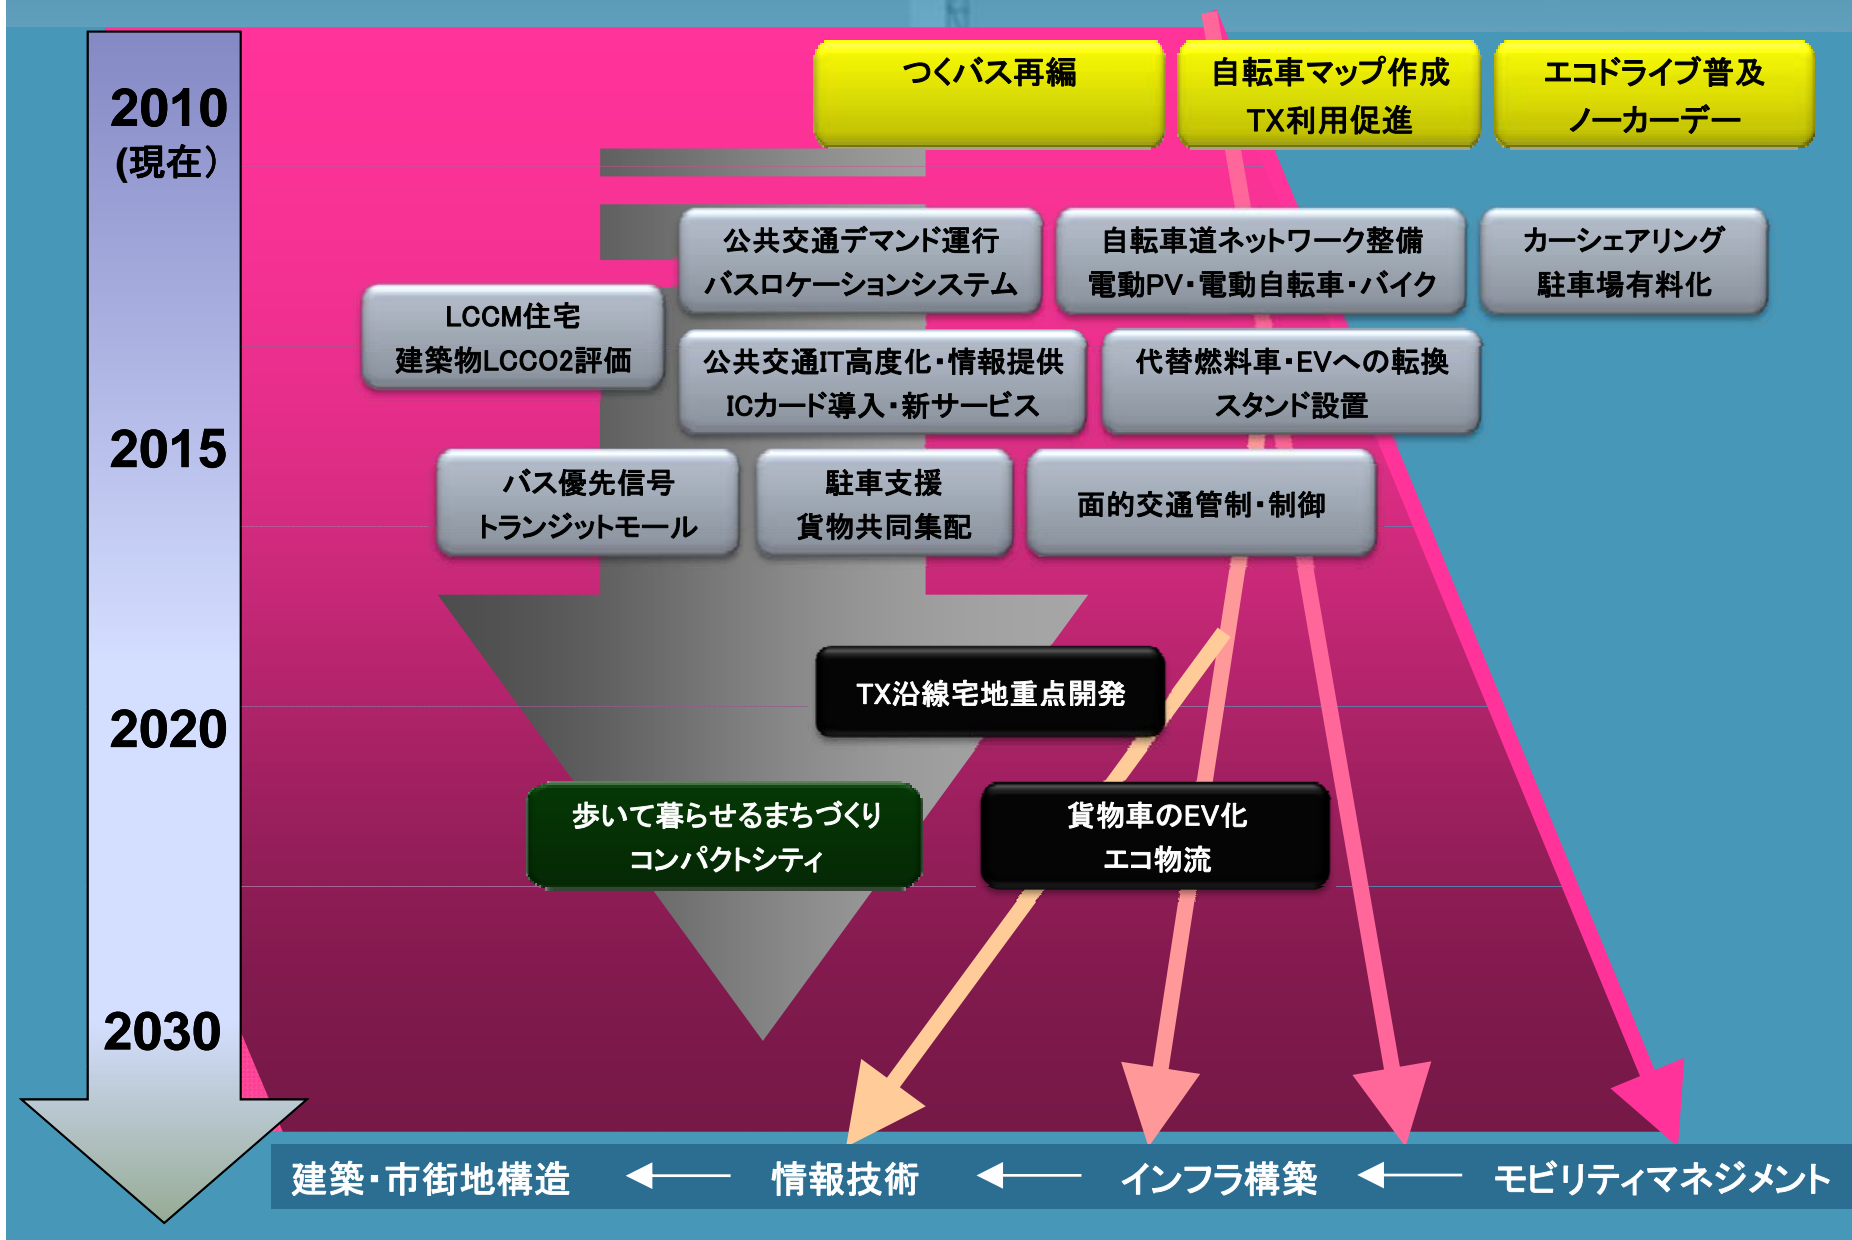 2010
(現在)
2015
2020
2030
つくバス再編
自転車マップ作成
TX利用促進
エコドライブ普及
ノーカーデー
公共交通デマンド運行
バスロケーションシステム
自転車道ネットワーク整備
電動PV・電動自転車・バイク
カーシェアリング
駐車場有料化
LCCM住宅
建築物LCCO2評価
公共交通IT高度化・情報提供
ICカード導入・新サービス
代替燃料車・EVへの転換
スタンド設置
バス優先信号
トランジットモール
駐車支援
貨物共同集配
面的交通管制・制御
TX沿線宅地重点開発
歩いて暮らせるまちづくり
コンパクトシティ
貨物車のEV化
エコ物流
建築・市街地構造
情報技術
インフラ構築
モビリティマネジメント